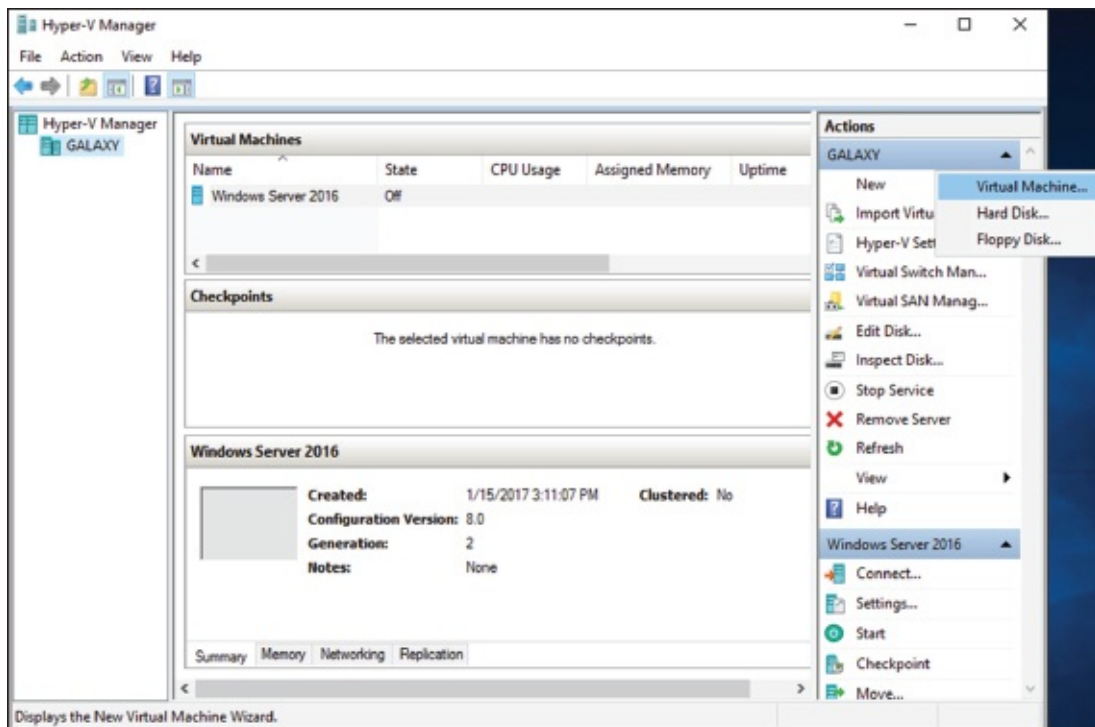 Hyper-V Manager
File Action View Help
Hyper-V Manager
GALAXY
Virtual Machines
Name State CPU Usage Assigned Memory Uptime
Windows Server 2016 Off
Checkpoints
The selected virtual machine has no checkpoints.
Windows Server 2016
Created: 1/15/2017 3:11:07 PM Clustered: No
Configuration Version: 8.0
Generation: 2
Notes: None
Summary Memory Networking Replication
Actions
GALAXY
New
Virtual Machine...
Hard Disk...
Floppy Disk...
Import Virtu
Hyper-V Sett
Virtual Switch Man...
Virtual SAN Manag...
Edit Disk...
Inspect Disk...
Stop Service
Remove Server
Refresh
View
Help
Windows Server 2016
Connect...
Settings...
Start
Checkpoint
Move...
Displays the New Virtual Machine Wizard.